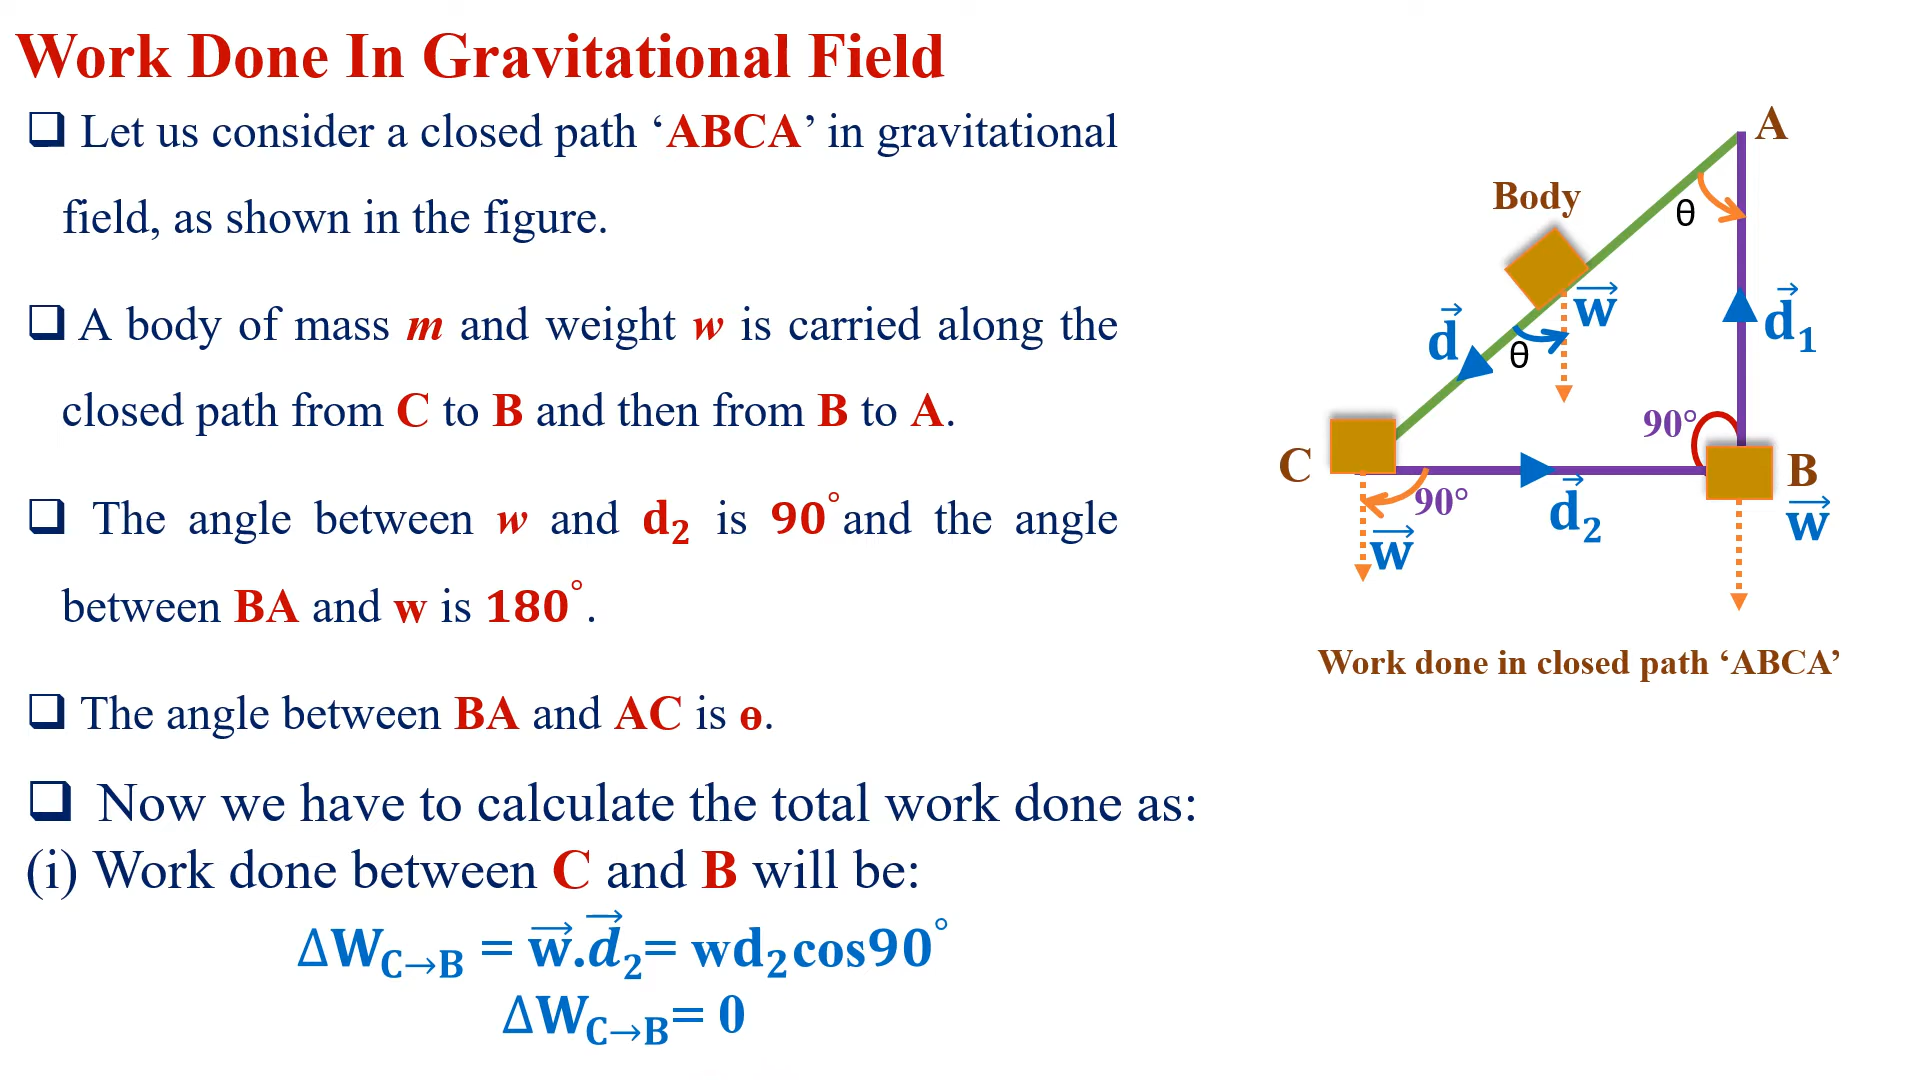 Work Done In Gravitational Field
❑ Let us consider a closed path ‘ABCA’ in gravitational
field, as shown in the figure.
❑ A body of mass m and weight w is carried along the
closed path from C to B and then from B to A.
❑ The angle between w and d₂ is 90° and the angle
between BA and w is 180°.
❑ The angle between BA and AC is ɵ.
❑ Now we have to calculate the total work done as:
(i) Work done between C and B will be:
ΔW_C→B = w⃗.d⃗₂= wd₂cos90°
ΔW_C→B= 0
A
Body
θ
w⃗
d⃗
θ
d⃗₁
90°
C
B
90°
d⃗₂
w⃗
w⃗
Work done in closed path ‘ABCA’